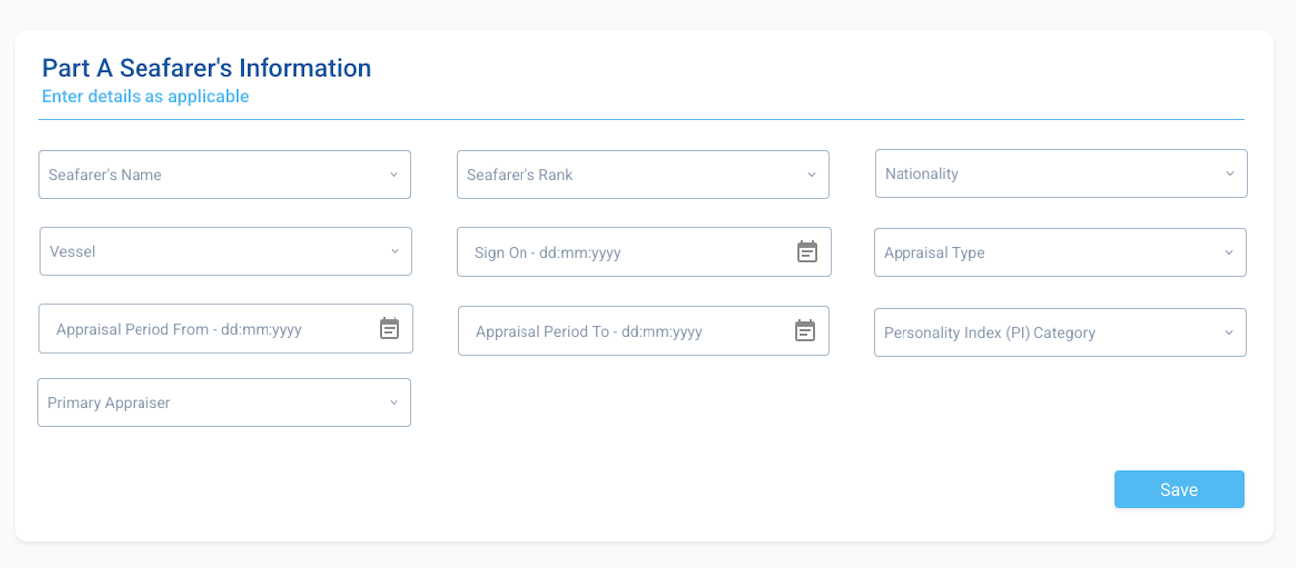 Part A Seafarer's Information
Enter details as applicable
Seafarer's Name
Seafarer's Rank
Nationality
Vessel
Sign On - dd:mm:yyyy
Appraisal Type
Appraisal Period From - dd:mm:yyyy
Appraisal Period To - dd:mm:yyyy
Personality Index (PI) Category
Primary Appraiser
Save